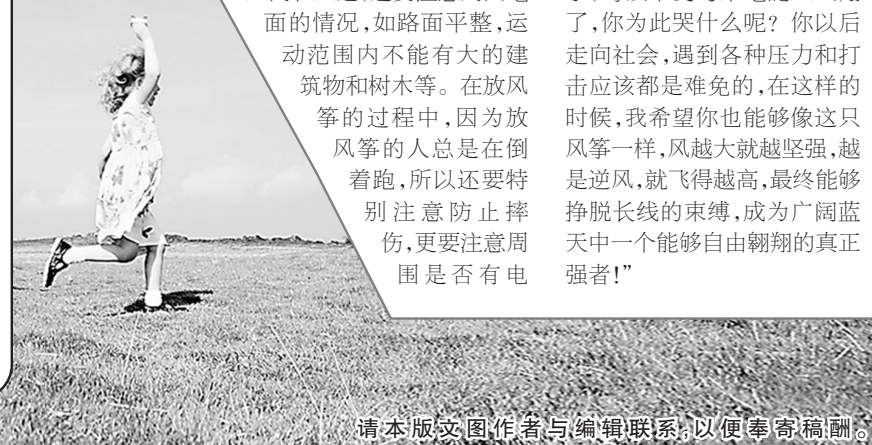 面的情况,如路面平整,运
动范围内不能有大的建
筑物和树木等。在放风
筝的过程中,因为放
风筝的人总是在倒
着跑,所以还要特
别注意防止摔
伤,更要注意周
围是否有电
了,你为此哭什么呢? 你以后
走向社会,遇到各种压力和打
击应该都是难免的,在这样的
时候,我希望你也能够像这只
风筝一样,风越大就越坚强,越
是逆风,就飞得越高,最终能够
挣脱长线的束缚,成为广阔蓝
天中一个能够自由翱翔的真正
强者!”
请本版文图作者与编辑联系,以便奉寄稿酬。